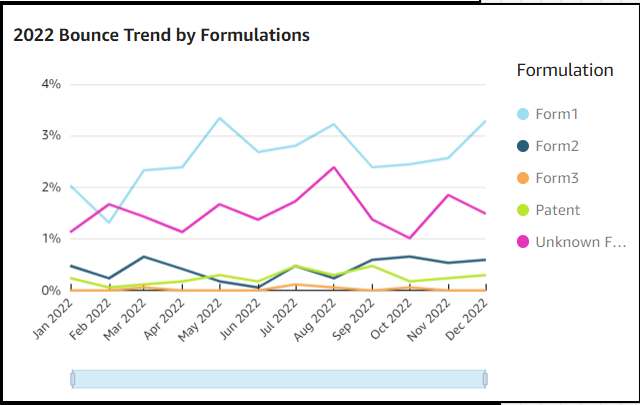 2022 Bounce Trend by Formulations
Formulation
4%
3%
2%
1%
0%
Jan 2022
Feb 2022
Mar 2022
Apr 2022
May 2022
Jun 2022
Jul 2022
Aug 2022
Sep 2022
Oct 2022
Nov 2022
Dec 2022
Form1
Form2
Form3
Patent
Unknown F...